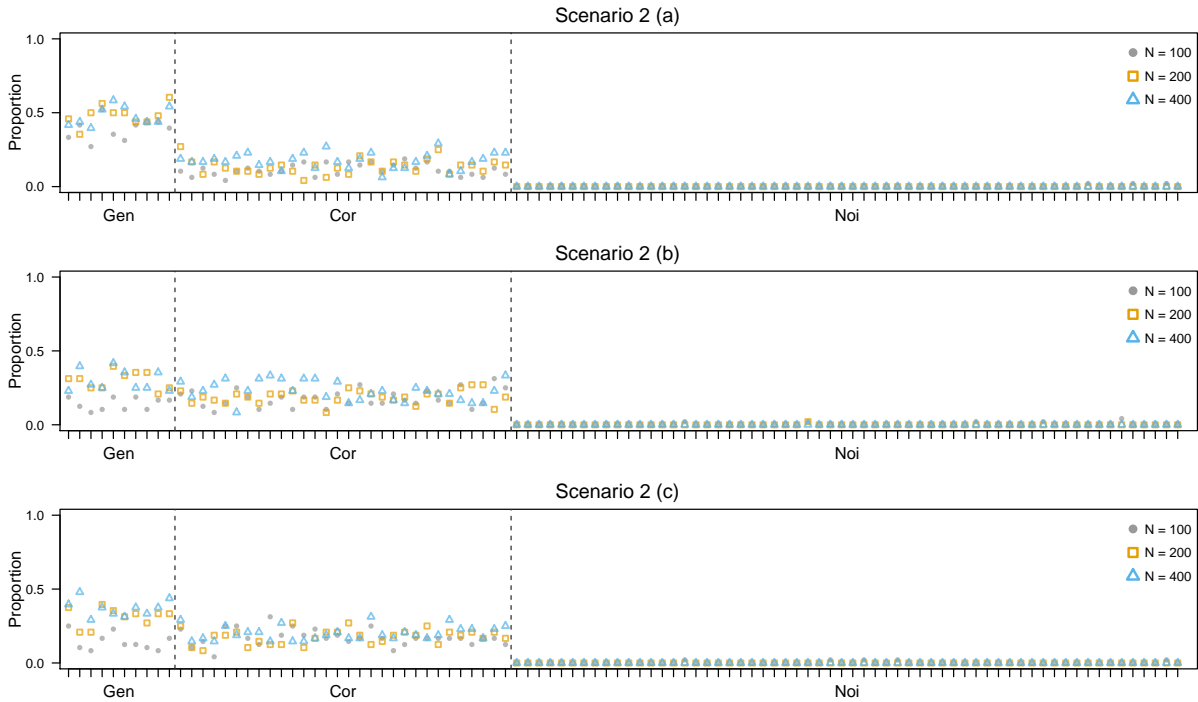 Scenario 2 (a)
Proportion
1.0
0.5
0.0
N = 100
N = 200
N = 400
Gen
Cor
Noi
Scenario 2 (b)
Proportion
1.0
0.5
0.0
N = 100
N = 200
N = 400
Gen
Cor
Noi
Scenario 2 (c)
Proportion
1.0
0.5
0.0
N = 100
N = 200
N = 400
Gen
Cor
Noi